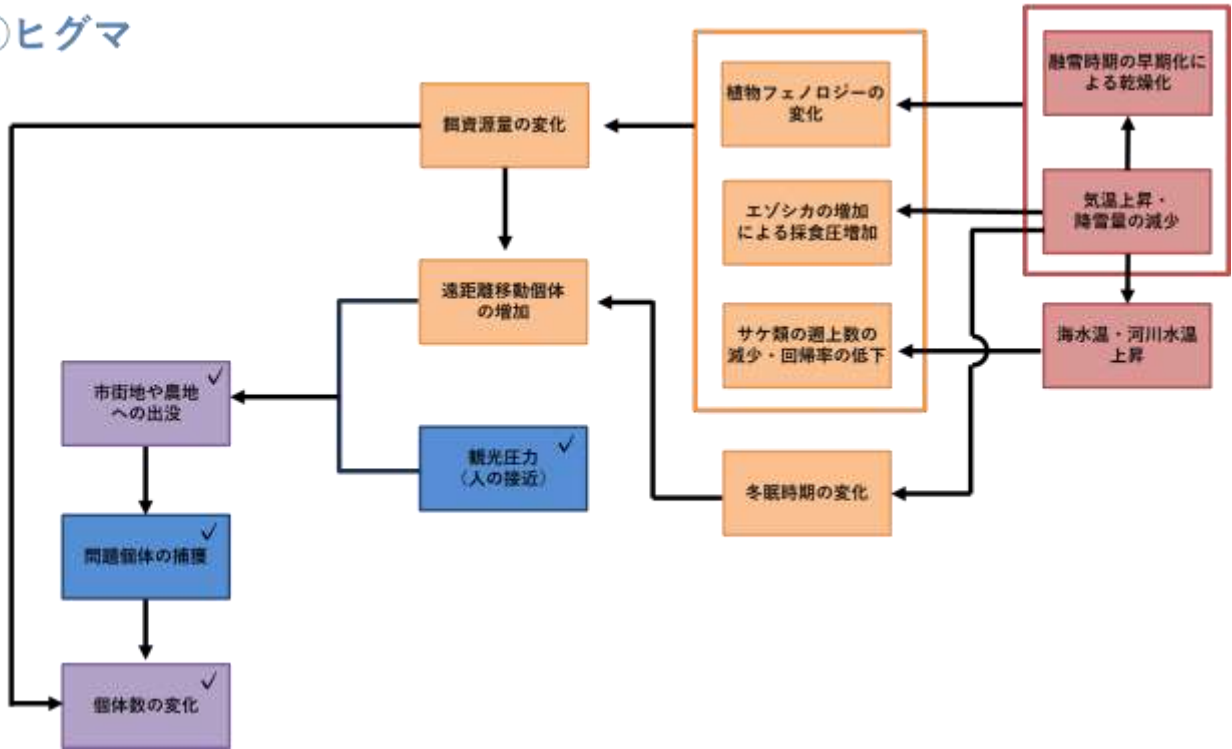 ヒグマ
餌資源量の変化
遠距離移動個体
の増加
市街地や農地
への出没
観光圧力
（人の接近）
問題個体の捕獲
個体数の変化
植物フェノロジーの
変化
エゾシカの増加
による採食圧増加
サケ類の遡上数の
減少・回帰率の低下
冬眠時期の変化
融雪時期の早期化に
よる乾燥化
気温上昇・
降雪量の減少
海水温・河川水温
上昇